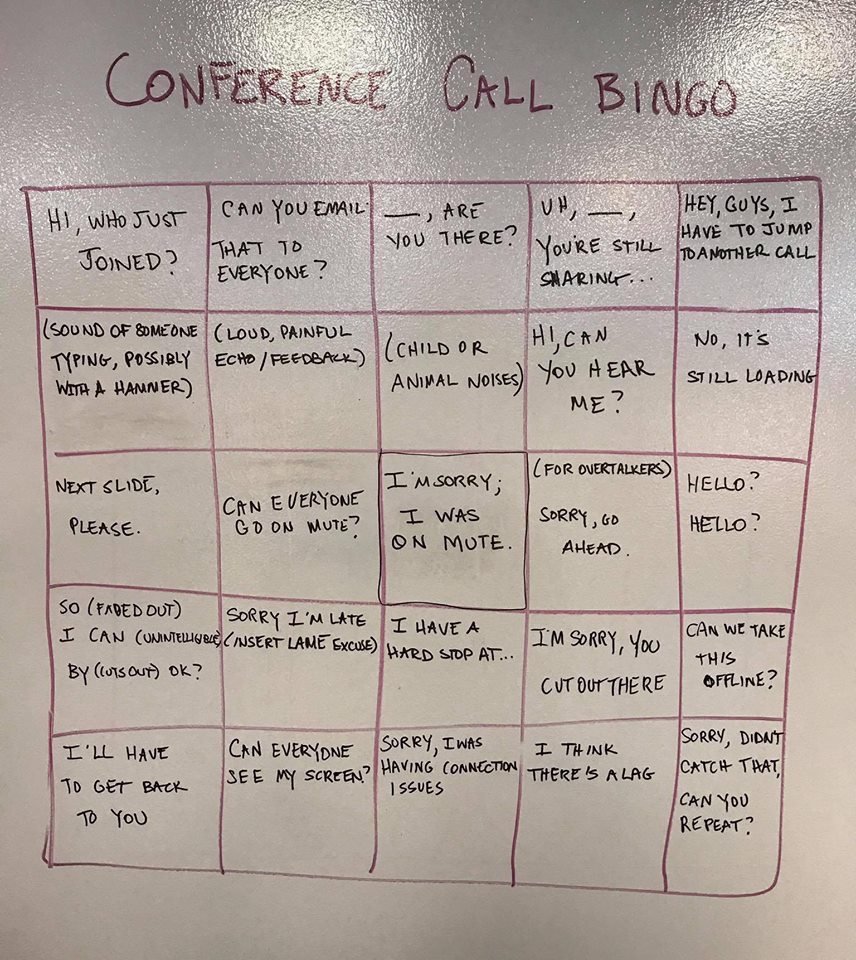 CONFERENCE CALL BINGO
HI, WHO JUST
JOINED?
CAN YOU EMAIL
THAT TO
EVERYONE?
__, ARE
YOU THERE?
UH, __,
YOU'RE STILL
SHARING...
HEY, GUYS, I
HAVE TO JUMP
TO ANOTHER CALL
(SOUND OF SOMEONE
TYPING, POSSIBLY
WITH A HAMMER)
(LOUD, PAINFUL
ECHO/FEEDBACK)
(CHILD OR
ANIMAL NOISES)
HI, CAN
YOU HEAR
ME?
NO, IT'S
STILL LOADING
NEXT SLIDE,
PLEASE.
CAN EVERYONE
GO ON MUTE?
I'M SORRY;
I WAS
ON MUTE.
(FOR OVERTALKERS)
SORRY, GO
AHEAD.
HELLO?
HELLO?
SO (FADED OUT)
I CAN (UNINTELLIGIBLE)
BY (CUTS OUT) OK?
SORRY I'M LATE
(INSERT LAME EXCUSE)
I HAVE A
HARD STOP AT...
I'M SORRY, YOU
CUT OUT THERE
CAN WE TAKE
THIS
OFFLINE?
I'LL HAVE
TO GET BACK
TO YOU
CAN EVERYONE
SEE MY SCREEN?
SORRY, I WAS
HAVING CONNECTION
ISSUES
I THINK
THERE'S A LAG
SORRY, DIDN'T
CATCH THAT,
CAN YOU
REPEAT?